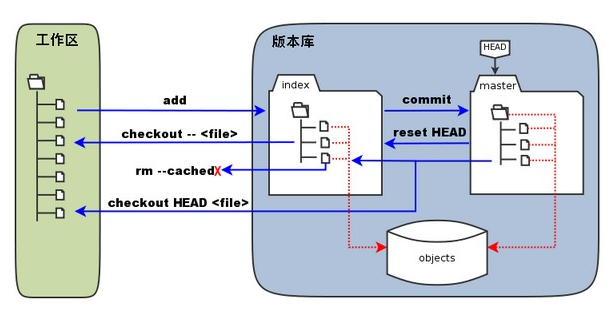 工作区
版本库
HEAD
index
master
add
commit
checkout -- <file>
reset HEAD
rm --cachedX
checkout HEAD <file>
objects